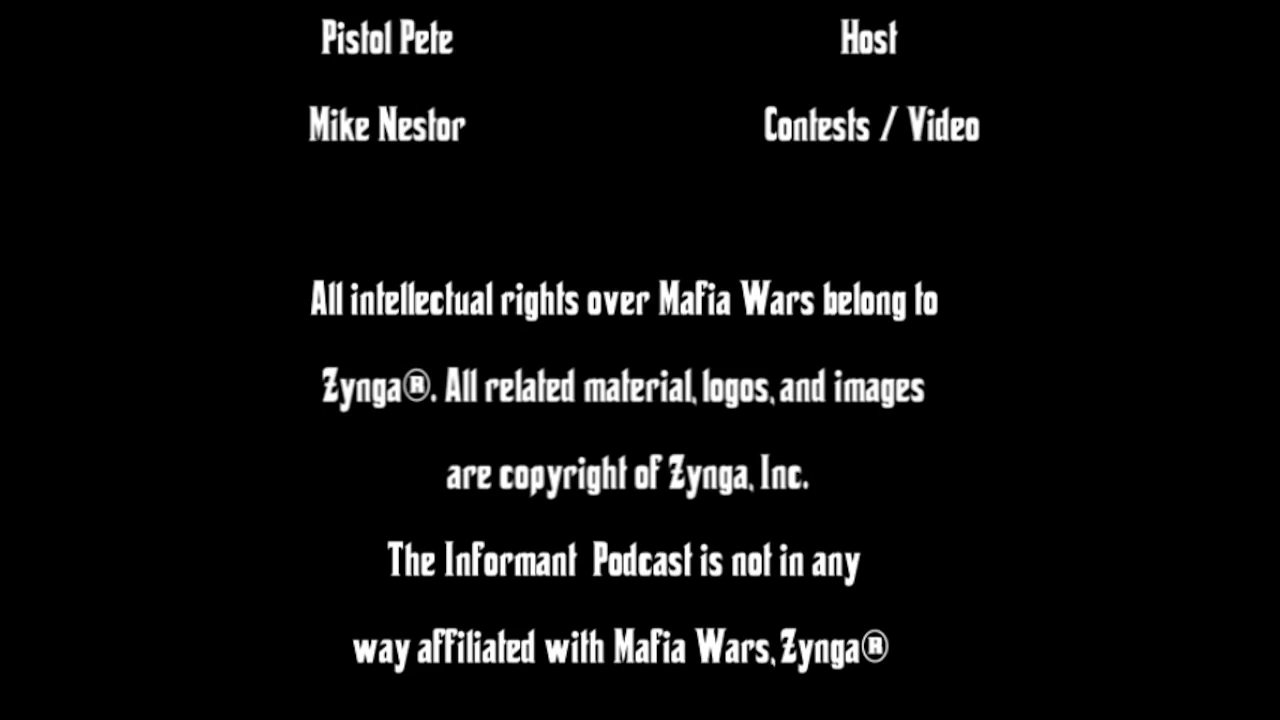 Pistol Pete Host
Mike Nestor Contests / Video
All intellectual rights over Mafia Wars belong to
Zynga®. All related material, logos, and images
are copyright of Zynga, Inc.
The Informant Podcast is not in any
way affiliated with Mafia Wars, Zynga®